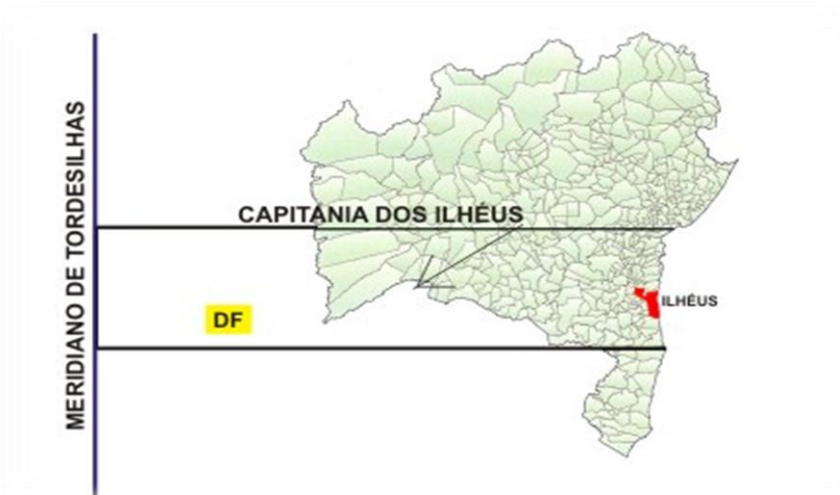 MERIDIANO DE TORDESILHAS
CAPITANIA DOS ILHÉUS
ILHÉUS
DF